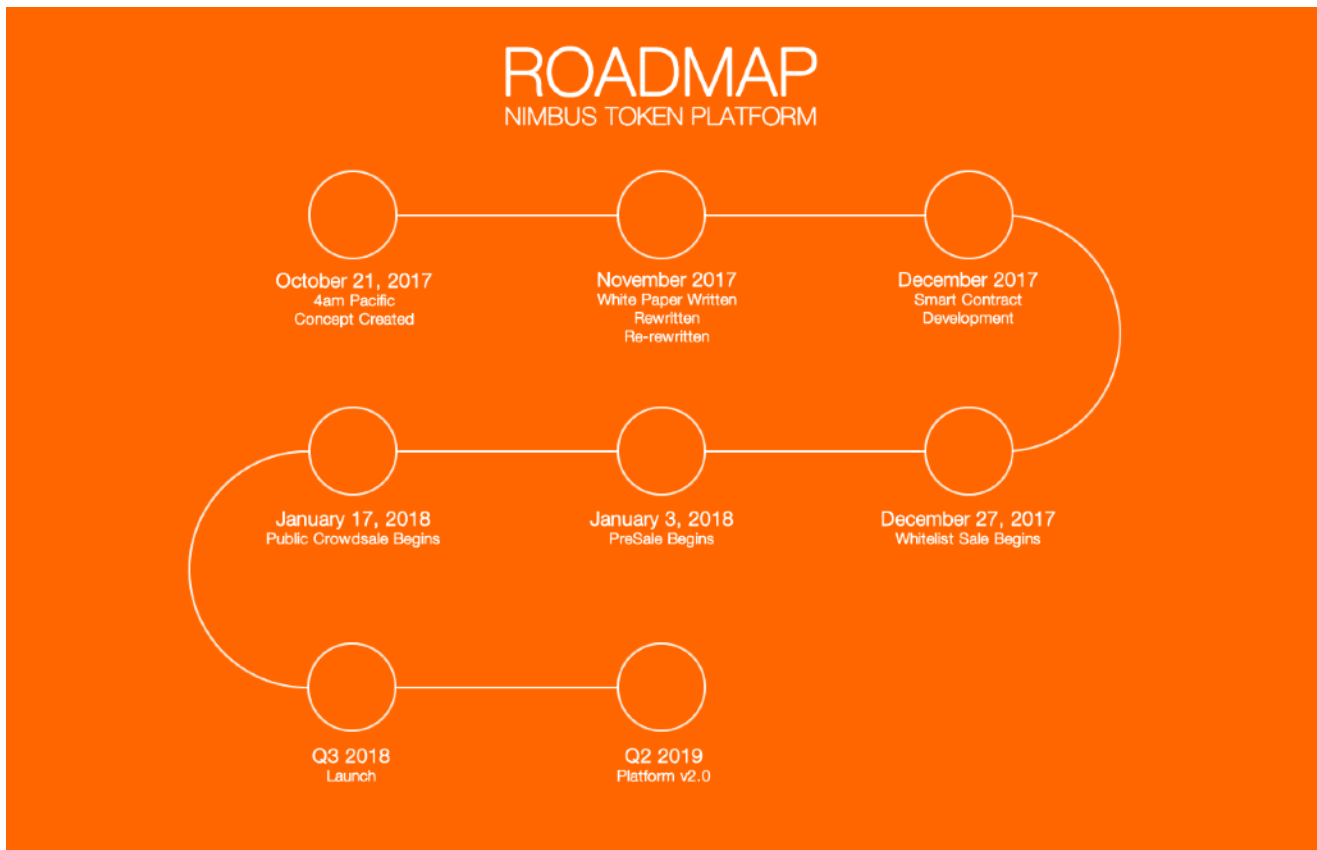 ROADMAP
NIMBUS TOKEN PLATFORM
October 21, 2017
4am Pacific
Concept Created
November 2017
White Paper Written
Rewritten
Re-rewritten
December 2017
Smart Contract
Development
December 27, 2017
Whitelist Sale Begins
January 3, 2018
PreSale Begins
January 17, 2018
Public Crowdsale Begins
Q3 2018
Launch
Q2 2019
Platform v2.0